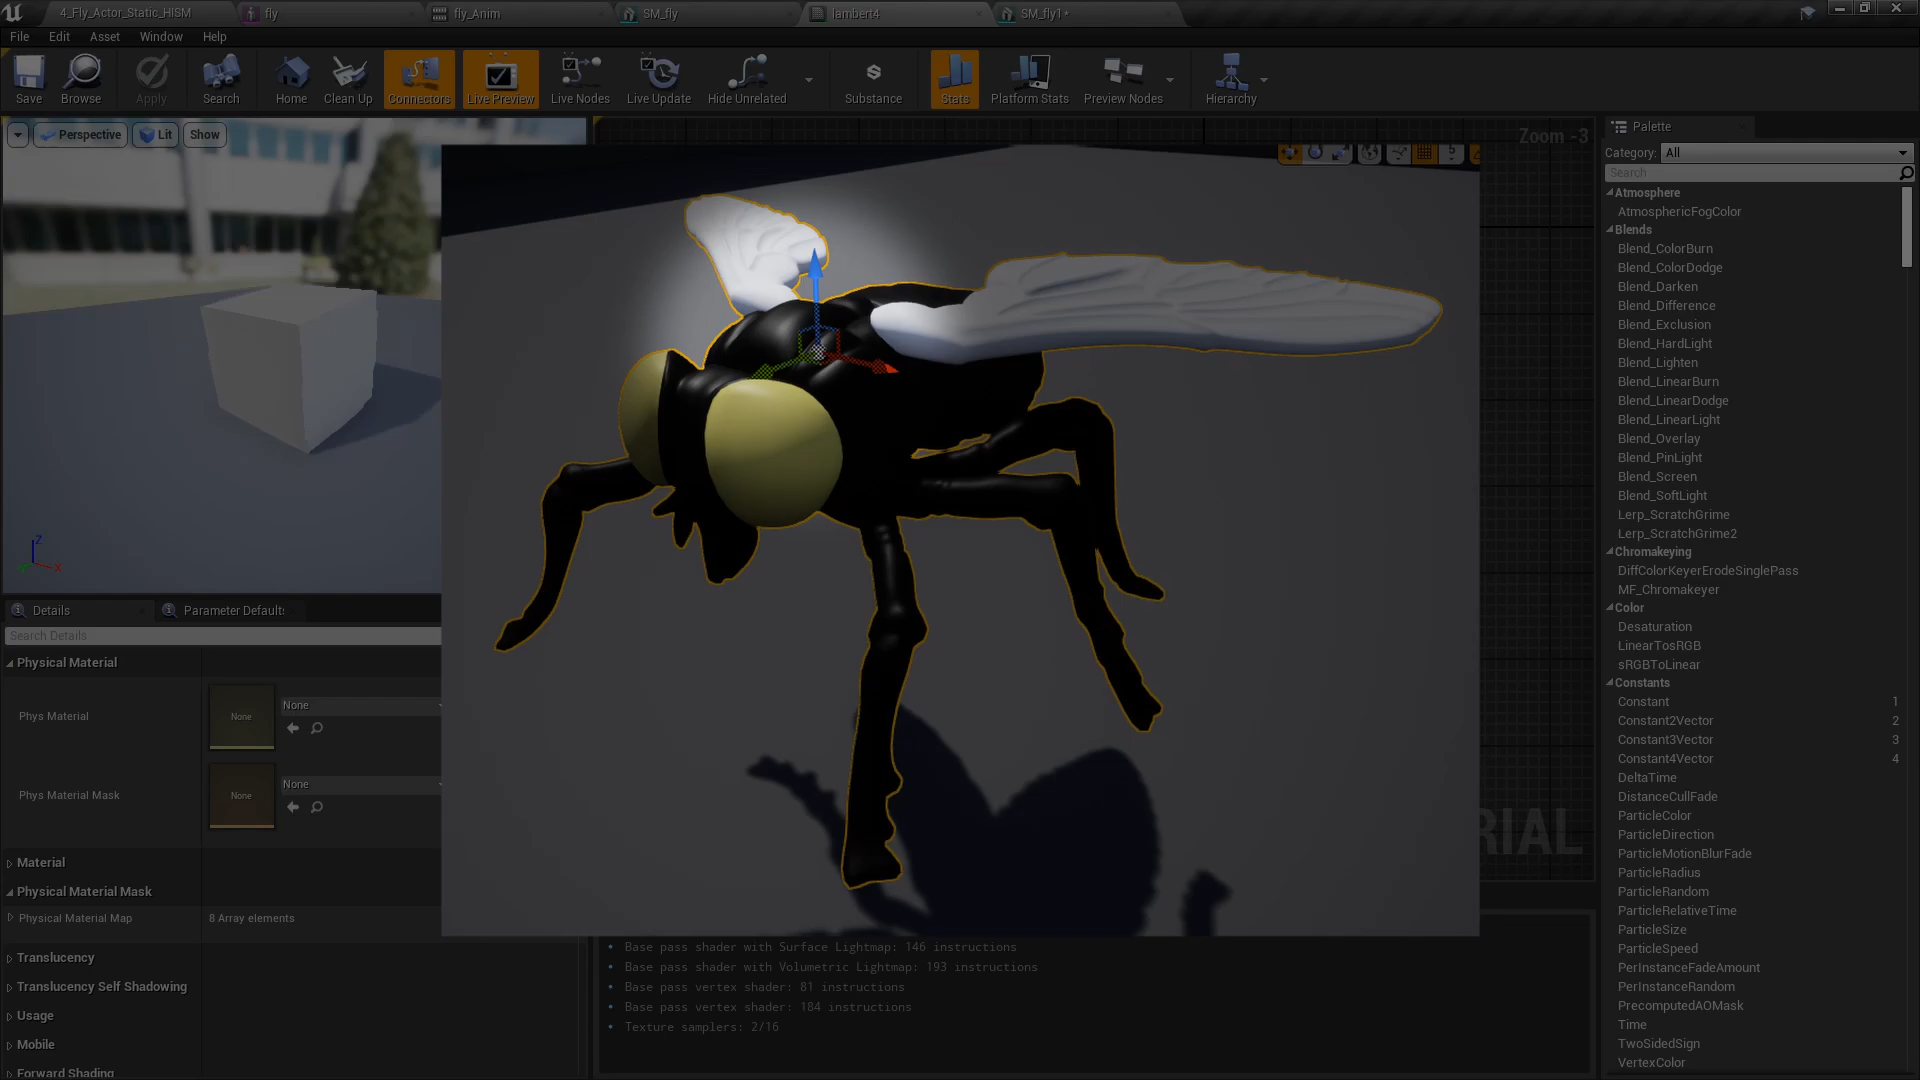 4_Fly_Actor_Static_HISM
fly
fly_Anim
SM_fly
lambert4
SM_fly1*
File
Edit
Asset
Window
Help
Save
Browse
Apply
Search
Home
Clean Up
Connectors
Live Preview
Live Nodes
Live Update
Hide Unrelated
Substance
Stats
Platform Stats
Preview Nodes
Hierarchy
Perspective
Lit
Show
Zoom -3
5
Z
X
RIAL
Details
Parameter Defaults
Search Details
Physical Material
Phys Material
None
None
Phys Material Mask
None
None
Material
Physical Material Mask
Physical Material Map
8 Array elements
Translucency
Translucency Self Shadowing
Usage
Mobile
Forward Shading
Base pass shader with Surface Lightmap: 146 instructions
Base pass shader with Volumetric Lightmap: 193 instructions
Base pass vertex shader: 81 instructions
Base pass vertex shader: 184 instructions
Texture samplers: 2/16
Palette
Category: All
Search
Atmosphere
AtmosphericFogColor
Blends
Blend_ColorBurn
Blend_ColorDodge
Blend_Darken
Blend_Difference
Blend_Exclusion
Blend_HardLight
Blend_Lighten
Blend_LinearBurn
Blend_LinearDodge
Blend_LinearLight
Blend_Overlay
Blend_PinLight
Blend_Screen
Blend_SoftLight
Lerp_ScratchGrime
Lerp_ScratchGrime2
Chromakeying
DiffColorKeyerErodeSinglePass
MF_Chromakeyer
Color
Desaturation
LinearTosRGB
sRGBToLinear
Constants
Constant 1
Constant2Vector 2
Constant3Vector 3
Constant4Vector 4
DeltaTime
DistanceCullFade
ParticleColor
ParticleDirection
ParticleMotionBlurFade
ParticleRadius
ParticleRandom
ParticleRelativeTime
ParticleSize
ParticleSpeed
PerInstanceFadeAmount
PerInstanceRandom
PrecomputedAOMask
Time
TwoSidedSign
VertexColor